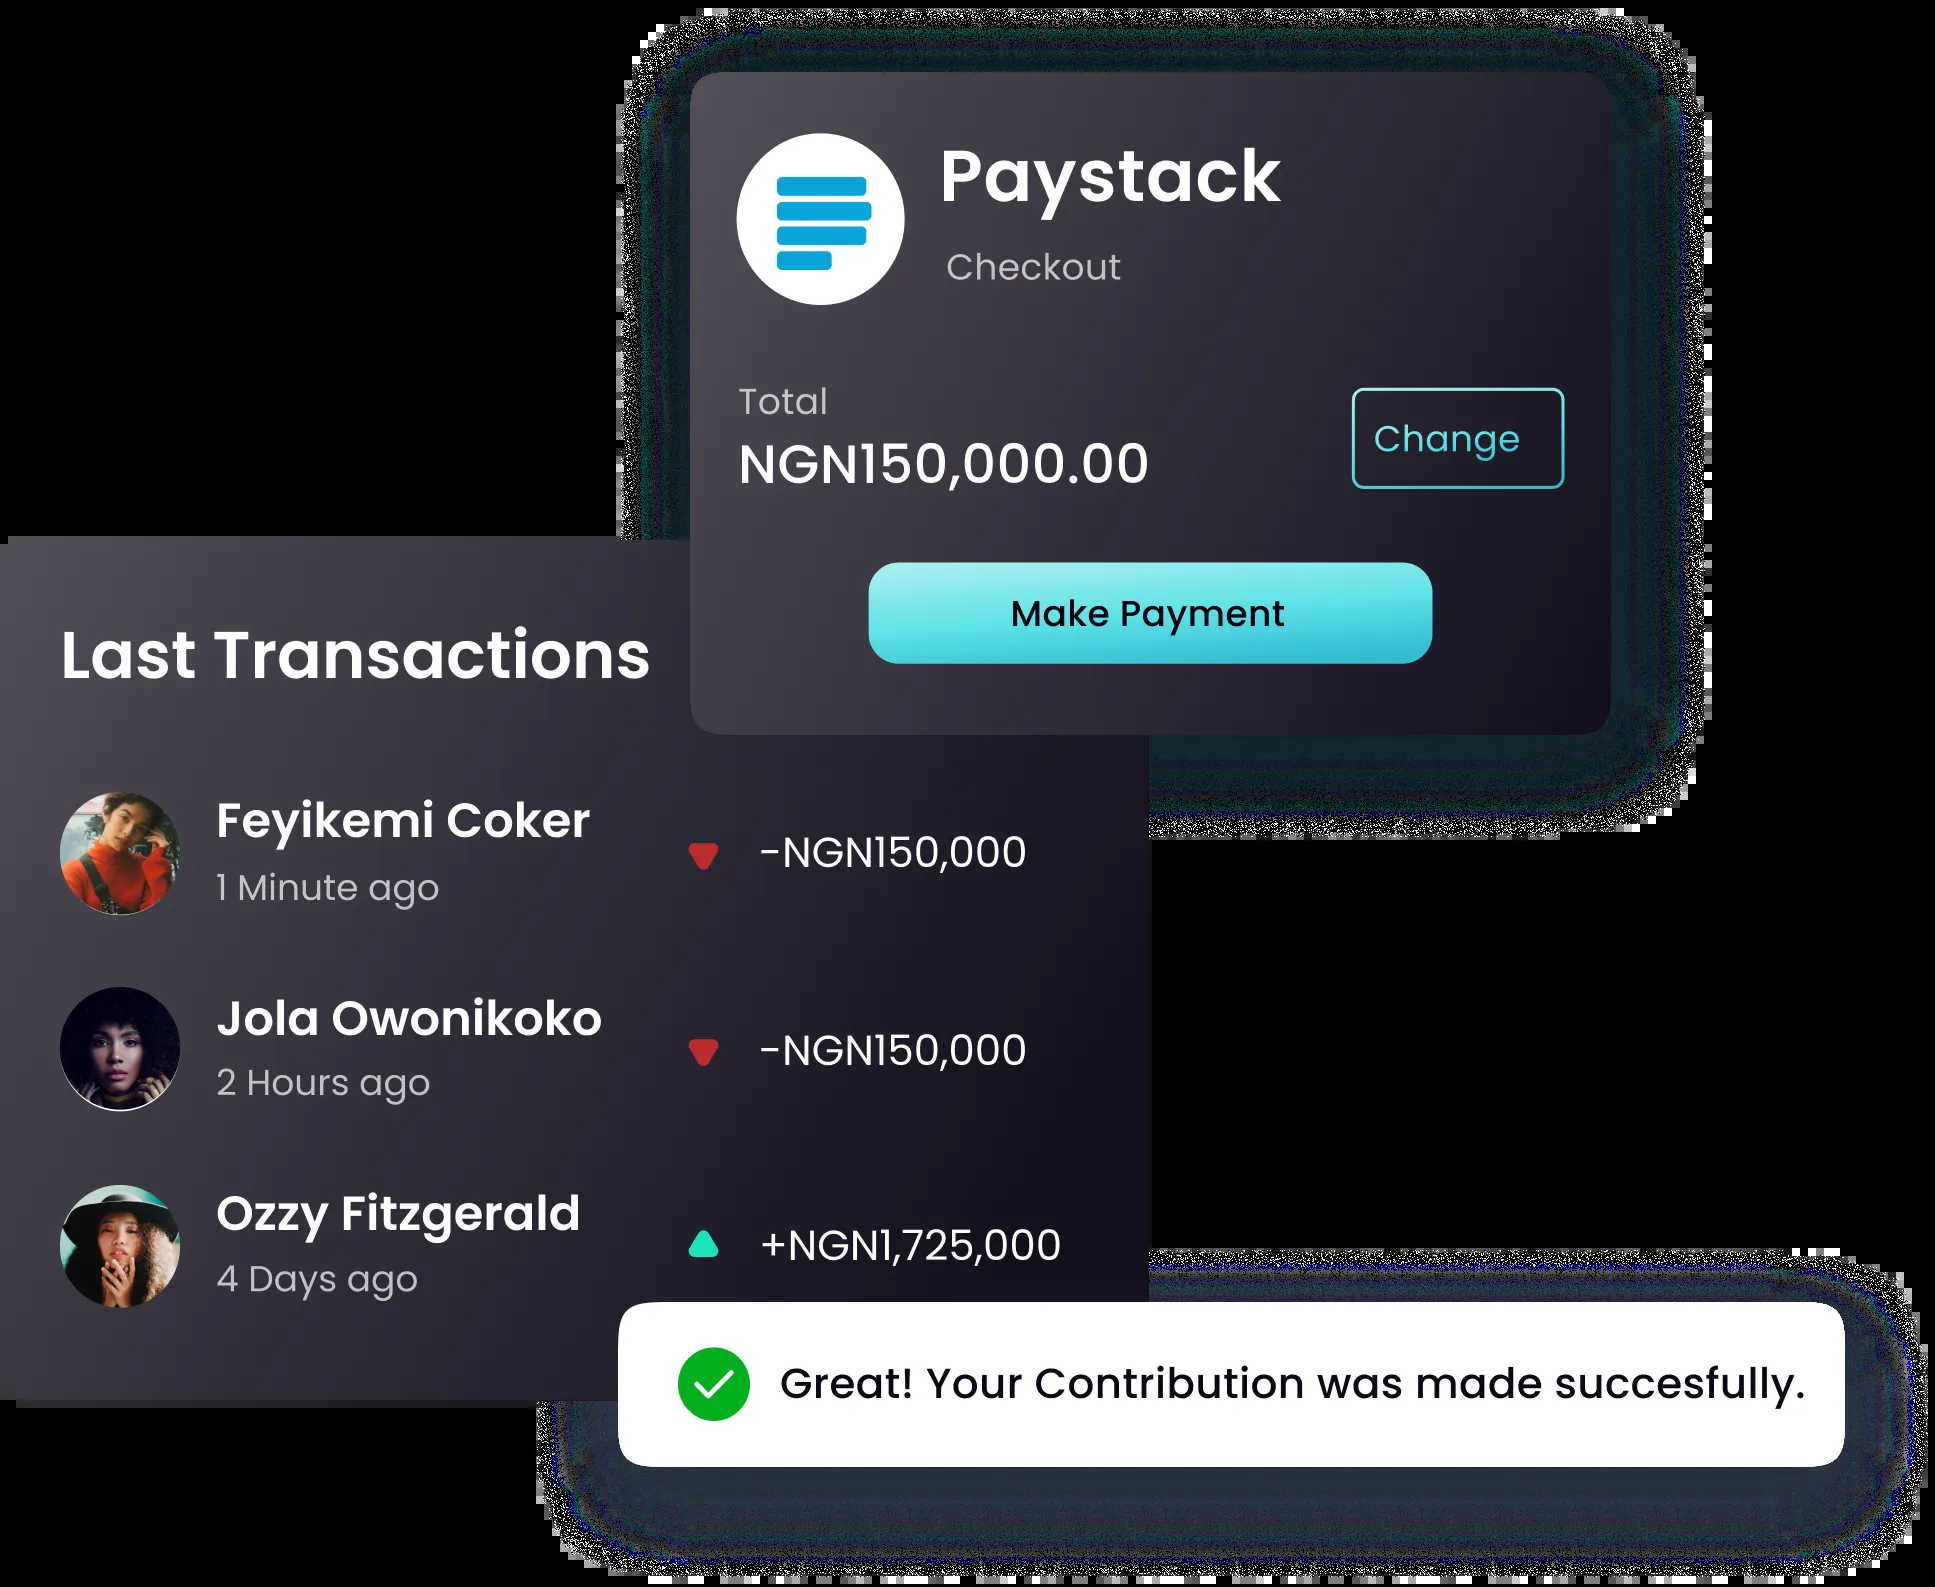 Paystack
Checkout
Total
NGN150,000.00
Change
Make Payment
Last Transactions
Feyikemi Coker
1 Minute ago
-NGN150,000
Jola Owonikoko
2 Hours ago
-NGN150,000
Ozzy Fitzgerald
4 Days ago
+NGN1,725,000
Great! Your Contribution was made succesfully.